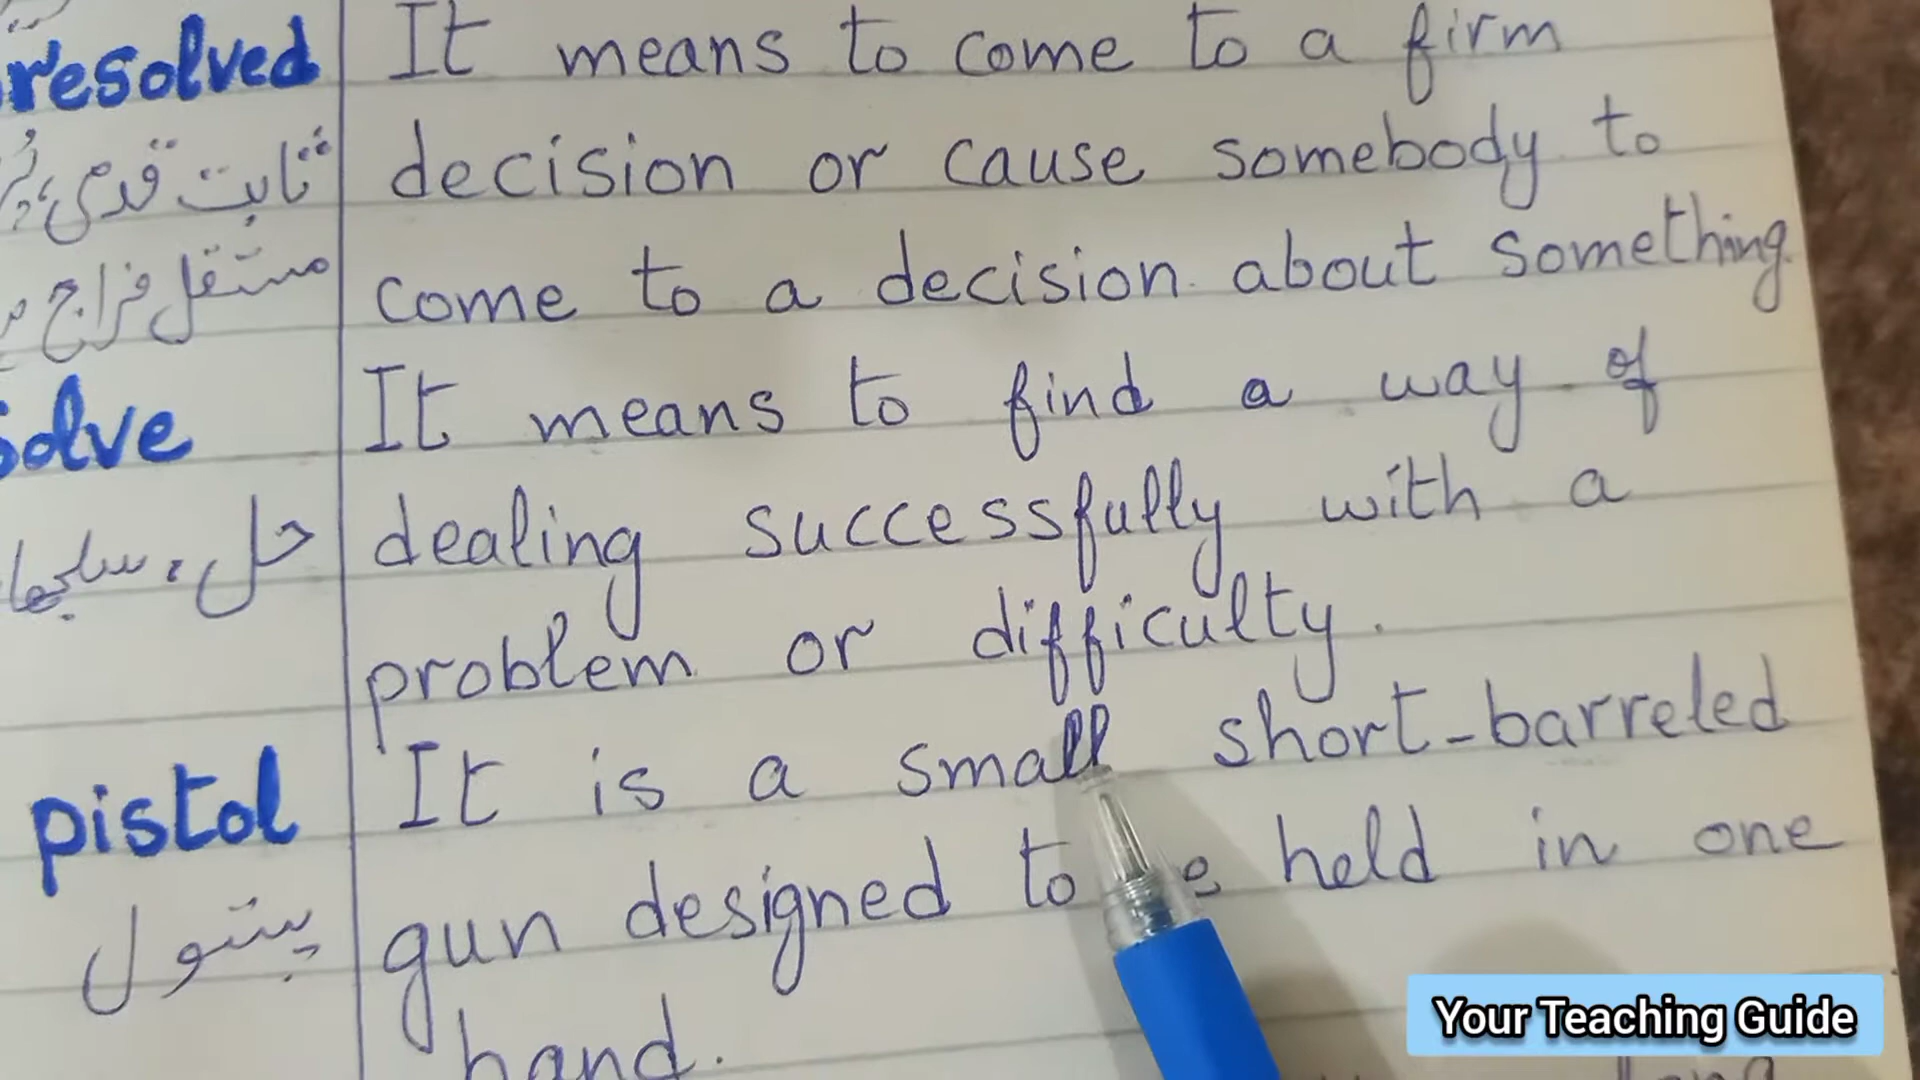 resolved It means to come to a firm
ثابت قدمی، decision or cause somebody to
مستقل مزاج come to a decision about something.
solve It means to find a way of
حل، سلجھا dealing successfully with a
problem or difficulty.
pistol It is a small short-barreled
پستول gun designed to held in one
hand.
Your Teaching Guide